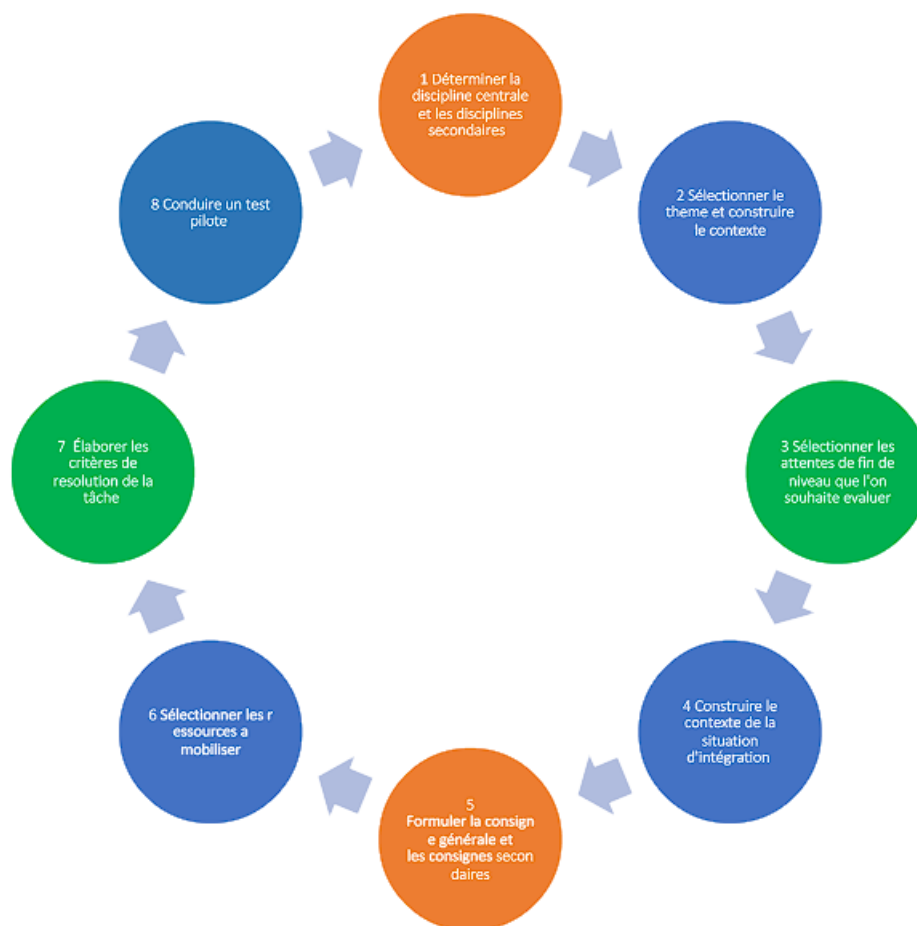 1 Déterminer la
discipline centrale
et les disciplines
secondaires
2 Sélectionner le
theme et construire
le contexte
3 Sélectionner les
attentes de fin de
niveau que l'on
souhaite evaluer
4 Construire le
contexte de la
situation
d'intégration
5
Formuler la consign
e générale et
les consignes secon
daires
6 Sélectionner les r
essources a
mobiliser
7 Élaborer les
critères de
resolution de la
tâche
8 Conduire un test
pilote